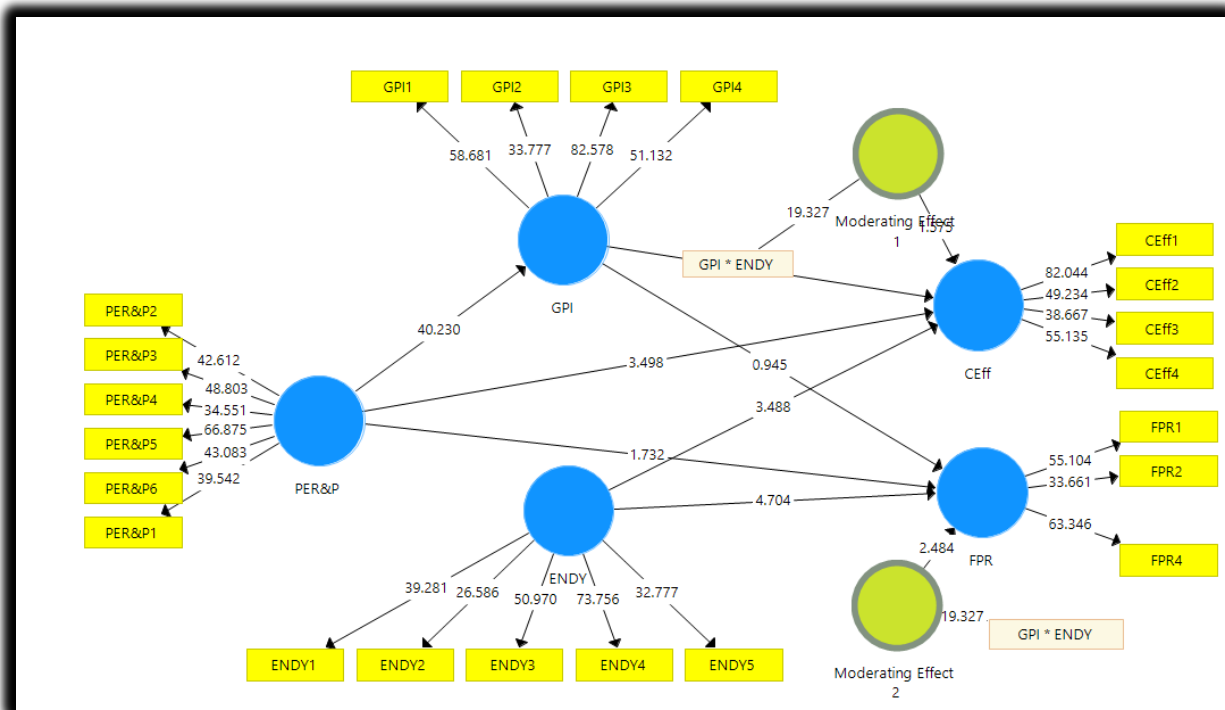 GPI1 GPI2 GPI3 GPI4
58.681 33.777 82.578 51.132
19.327
Moderating Effect
1
1.575
GPI * ENDY
GPI
CEff1
CEff2
CEff3
CEff4
82.044
49.234
38.667
55.135
CEff
PER&P2
PER&P3
PER&P4
PER&P5
PER&P6
PER&P1
42.612
48.803
34.551
66.875
43.083
39.542
PER&P
40.230
3.498
0.945
3.488
1.732
4.704
FPR1
FPR2
FPR4
55.104
33.661
63.346
FPR
2.484
ENDY
39.281 26.586 50.970 73.756 32.777
ENDY1 ENDY2 ENDY3 ENDY4 ENDY5
19.327
GPI * ENDY
Moderating Effect
2